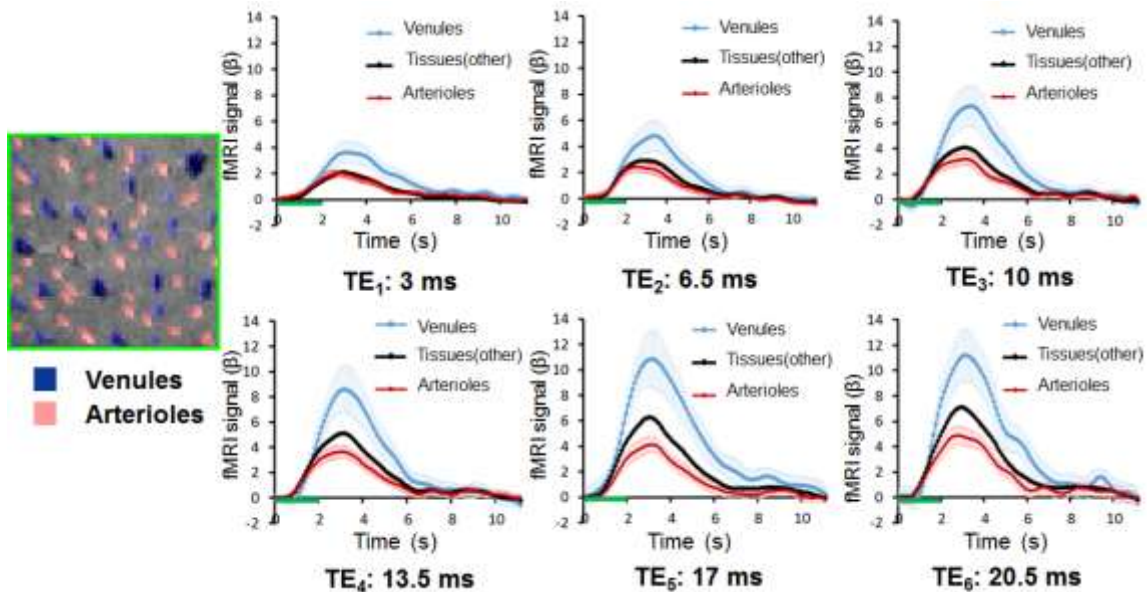 14
12
10
8
6
4
2
0
-2
fMRI signal (β)
Venules
Tissues(other)
Arterioles
0 2 4 6 8 10
Time (s)
TE1: 3 ms
14
12
10
8
6
4
2
0
-2
fMRI signal (β)
Venules
Tissues(other)
Arterioles
0 2 4 6 8 10
Time (s)
TE2: 6.5 ms
14
12
10
8
6
4
2
0
-2
fMRI signal (β)
Venules
Tissues(other)
Arterioles
0 2 4 6 8 10
Time (s)
TE3: 10 ms
Venules
Arterioles
14
12
10
8
6
4
2
0
-2
fMRI signal (β)
Venules
Tissues(other)
Arterioles
0 2 4 6 8 10
Time (s)
TE4: 13.5 ms
14
12
10
8
6
4
2
0
-2
fMRI signal (β)
Venules
Tissues(other)
Arterioles
0 2 4 6 8 10
Time (s)
TE5: 17 ms
14
12
10
8
6
4
2
0
-2
fMRI signal (β)
Venules
Tissues(other)
Arterioles
0 2 4 6 8 10
Time (s)
TE6: 20.5 ms